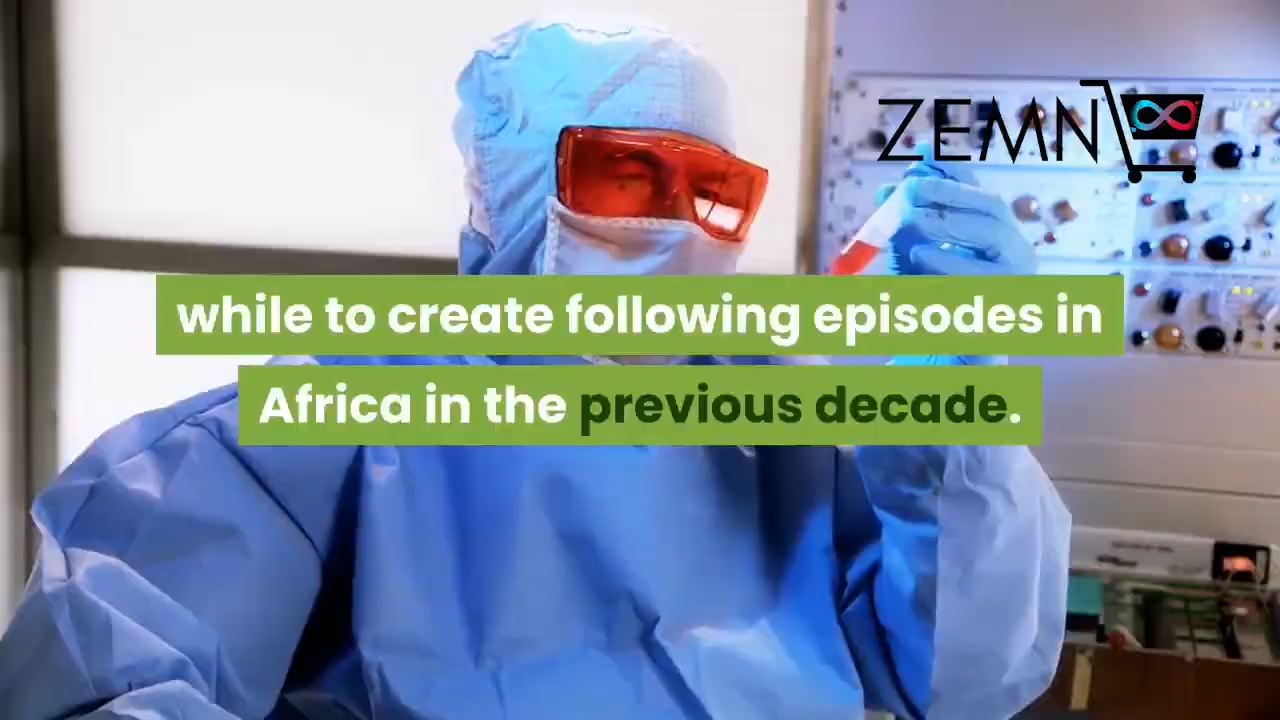 ZEMN
while to create following episodes in
Africa in the previous decade.